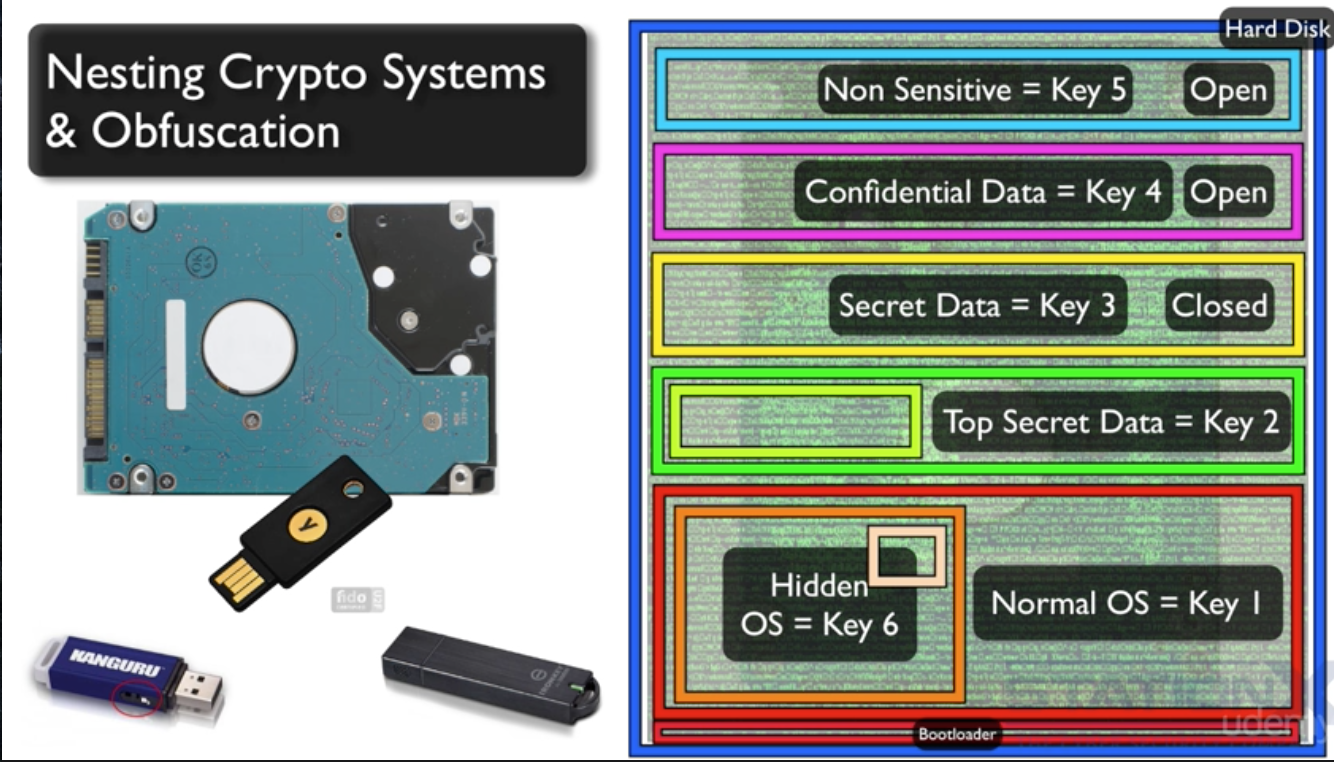 Nesting Crypto Systems
& Obfuscation
Hard Disk
Non Sensitive = Key 5
Open
Confidential Data = Key 4
Open
Secret Data = Key 3
Closed
Top Secret Data = Key 2
Hidden
OS = Key 6
Normal OS = Key 1
Bootloader
fido
KANGURU
IRONKEY
udemy